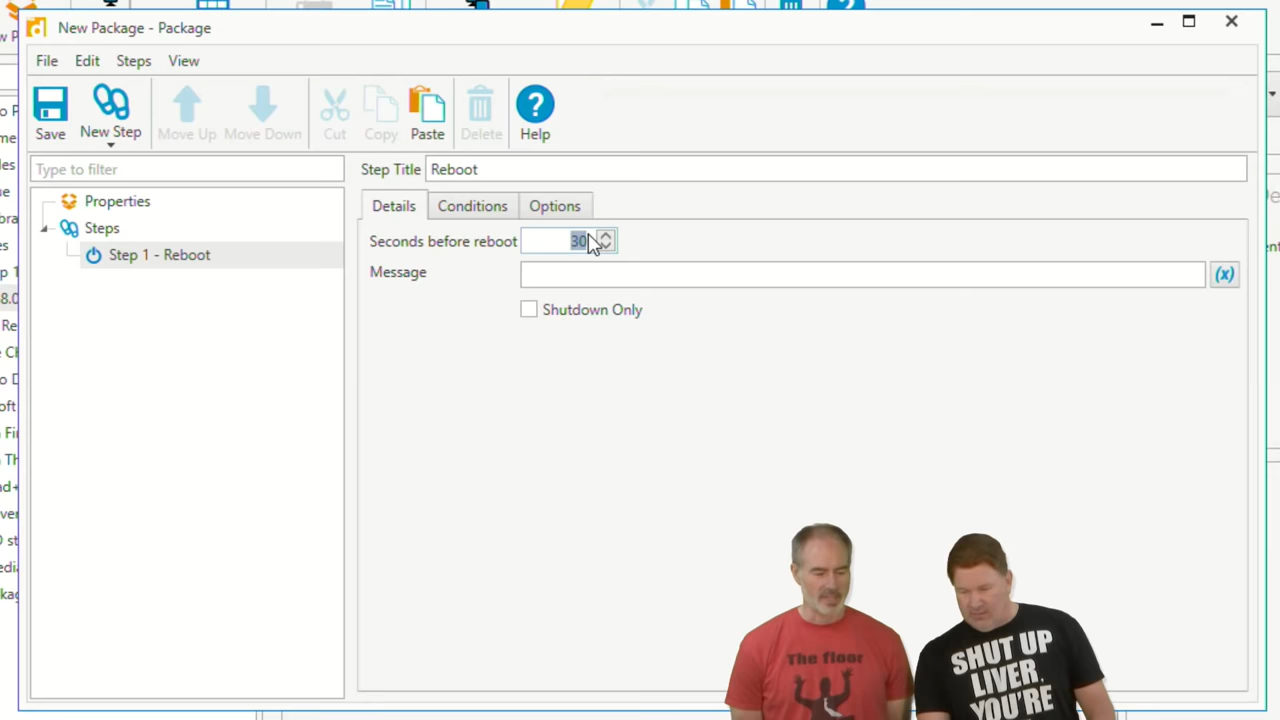 New Package - Package
File Edit Steps View
Save New Step Move Up Move Down Cut Copy Paste Delete Help
Type to filter
Step Title Reboot
Properties
Details Conditions Options
Steps
Seconds before reboot 30
Step 1 - Reboot
Message (x)
Shutdown Only
The floor
SHUT UP
LIVER,
YOU'RE